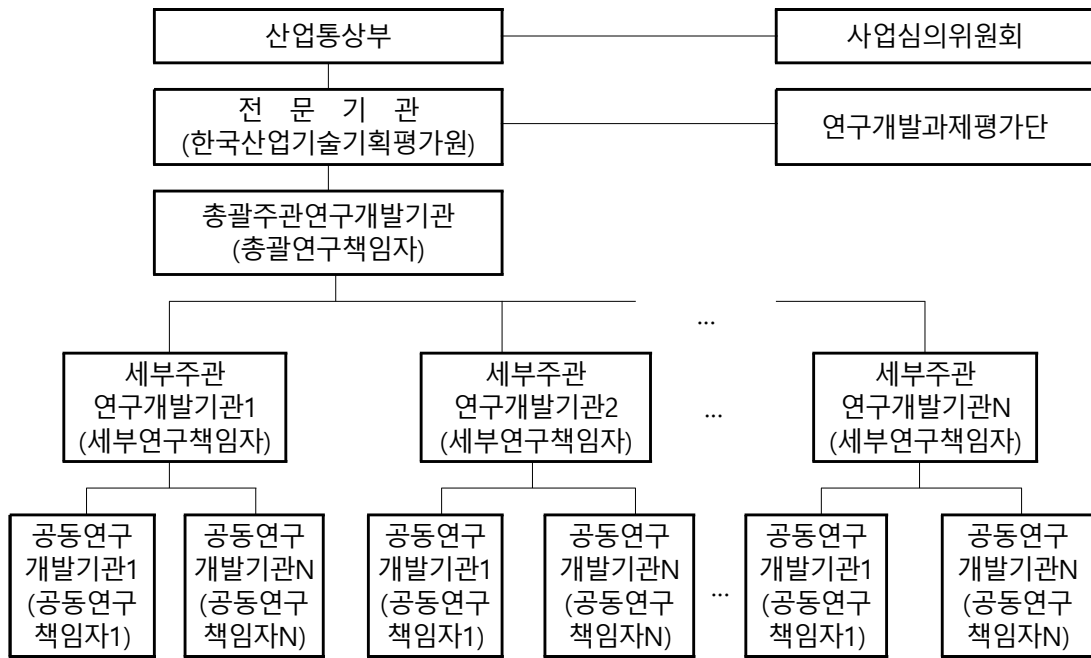 산업통상부
사업심의위원회
전 문 기 관
(한국산업기술기획평가원)
연구개발과제평가단
총괄주관연구개발기관
(총괄연구책임자)
...
세부주관
연구개발기관1
(세부연구책임자)
세부주관
연구개발기관2
(세부연구책임자)
...
세부주관
연구개발기관N
(세부연구책임자)
공동연구
개발기관1
(공동연구
책임자1)
공동연구
개발기관N
(공동연구
책임자N)
공동연구
개발기관1
(공동연구
책임자1)
공동연구
개발기관N
(공동연구
책임자N)
...
공동연구
개발기관1
(공동연구
책임자1)
공동연구
개발기관N
(공동연구
책임자N)